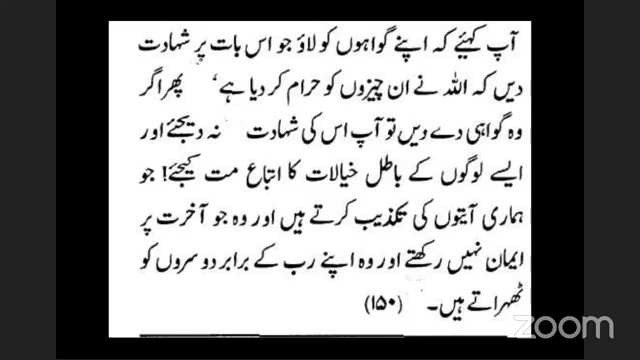 آپ کہیئے کہ اپنے گواہوں کو لاؤ جو اس بات پر شہادت
دیں کہ اللہ نے ان چیزوں کو حرام کر دیا ہے، پھر اگر
وہ گواہی دے دیں تو آپ اس کی شہادت نہ دیجئے اور
ایسے لوگوں کے باطل خیالات کا اتباع مت کیجئے! جو
ہماری آیتوں کی تکذیب کرتے ہیں اور وہ جو آخرت پر
ایمان نہیں رکھتے اور وہ اپنے رب کے برابر دوسروں کو
ٹھہراتے ہیں۔ (۱۵۰)
zoom